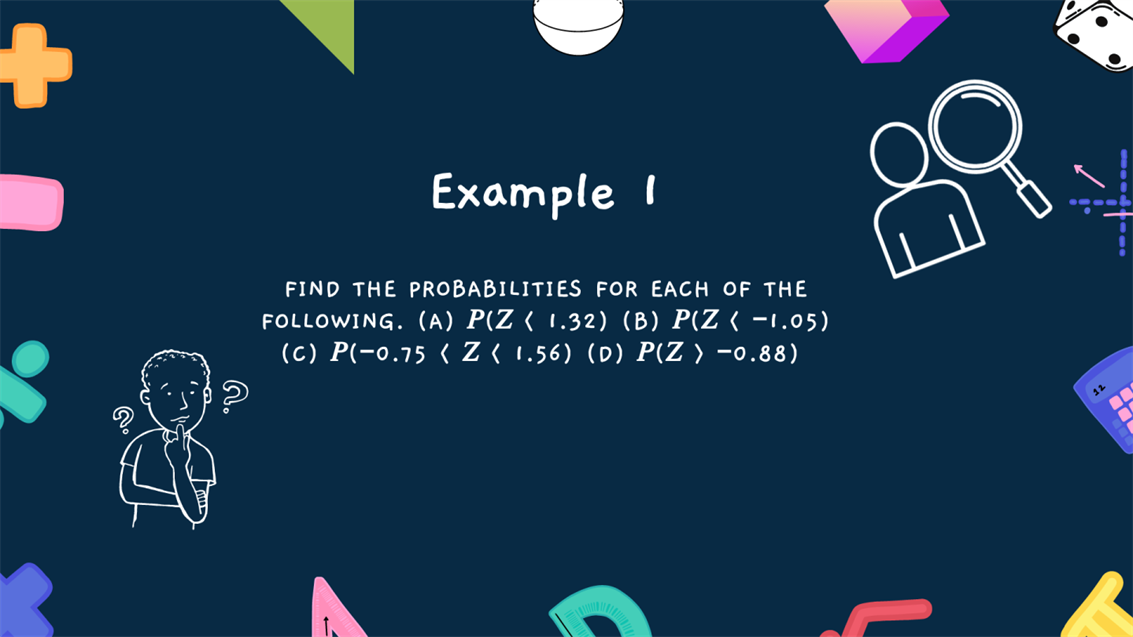 Example 1
FIND THE PROBABILITIES FOR EACH OF THE
FOLLOWING. (A) P(Z < 1.32) (B) P(Z < −1.05)
(C) P(−0.75 < Z < 1.56) (D) P(Z > −0.88)
?
?
12